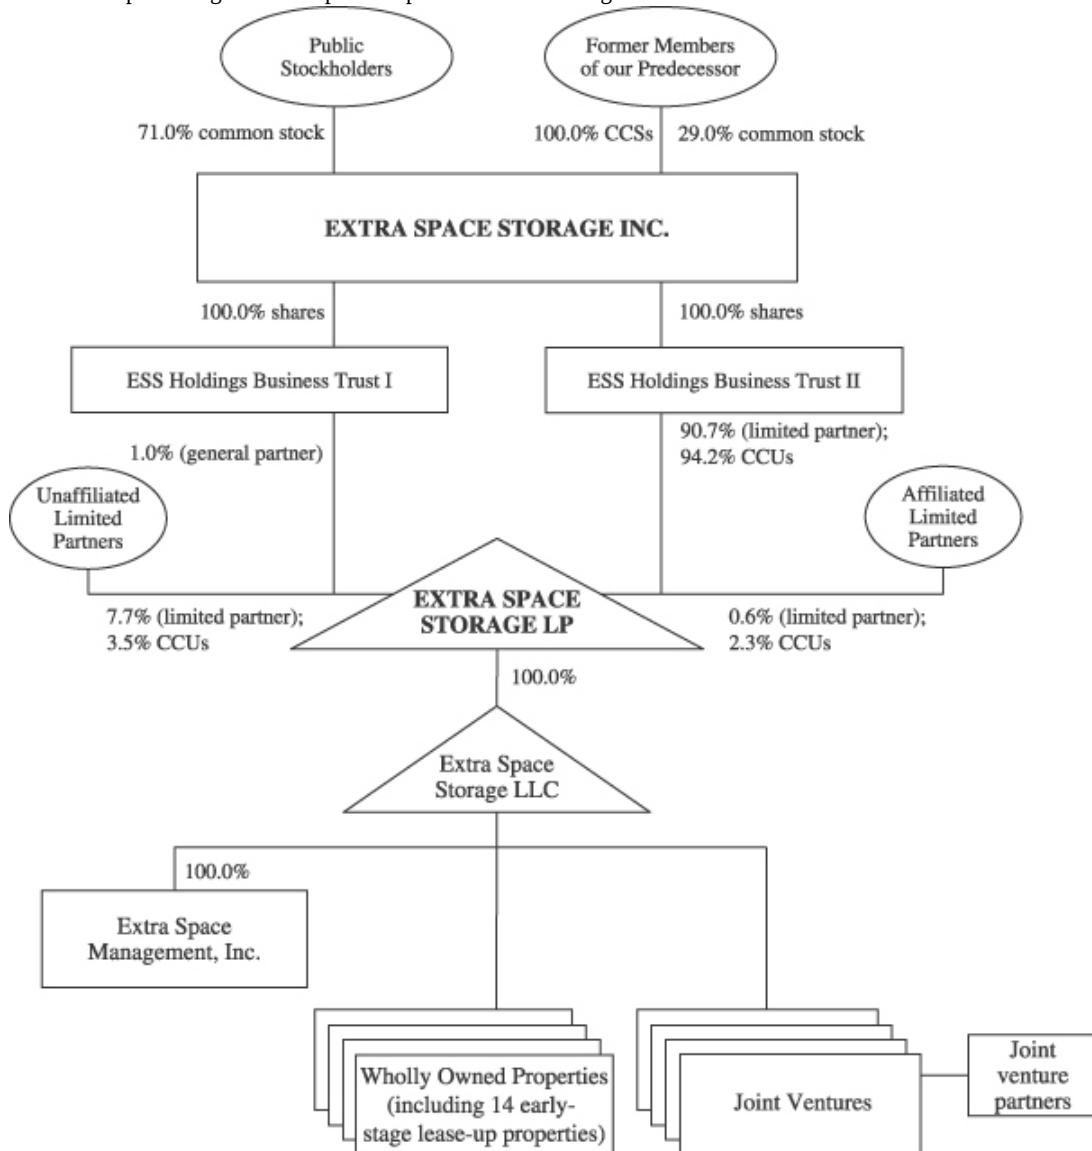 Public
Stockholders
Former Members
of our Predecessor
71.0% common stock
100.0% CCSs
29.0% common stock
EXTRA SPACE STORAGE INC.
100.0% shares
100.0% shares
ESS Holdings Business Trust I
ESS Holdings Business Trust II
1.0% (general partner)
90.7% (limited partner);
94.2% CCUs
Unaffiliated
Limited
Partners
Affiliated
Limited
Partners
EXTRA SPACE
STORAGE LP
7.7% (limited partner);
3.5% CCUs
0.6% (limited partner);
2.3% CCUs
100.0%
Extra Space
Storage LLC
100.0%
Extra Space
Management, Inc.
Wholly Owned Properties
(including 14 early-
stage lease-up properties)
Joint Ventures
Joint
venture
partners